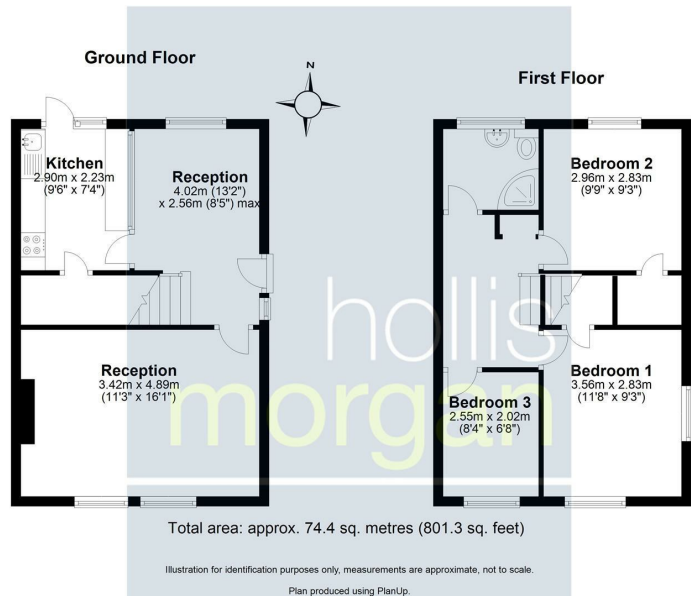 Ground Floor
N
First Floor
Kitchen
2.90m x 2.23m
(9'6" x 7'4")
Reception
4.02m (13'2")
x 2.56m (8'5") max
Bedroom 2
2.96m x 2.83m
(9'9" x 9'3")
hollis
morgan
Reception
3.42m x 4.89m
(11'3" x 16'1")
Bedroom 3
2.55m x 2.02m
(8'4" x 6'8")
Bedroom 1
3.56m x 2.83m
(11'8" x 9'3")
Total area: approx. 74.4 sq. metres (801.3 sq. feet)
Illustration for identification purposes only, measurements are approximate, not to scale.
Plan produced using PlanUp.